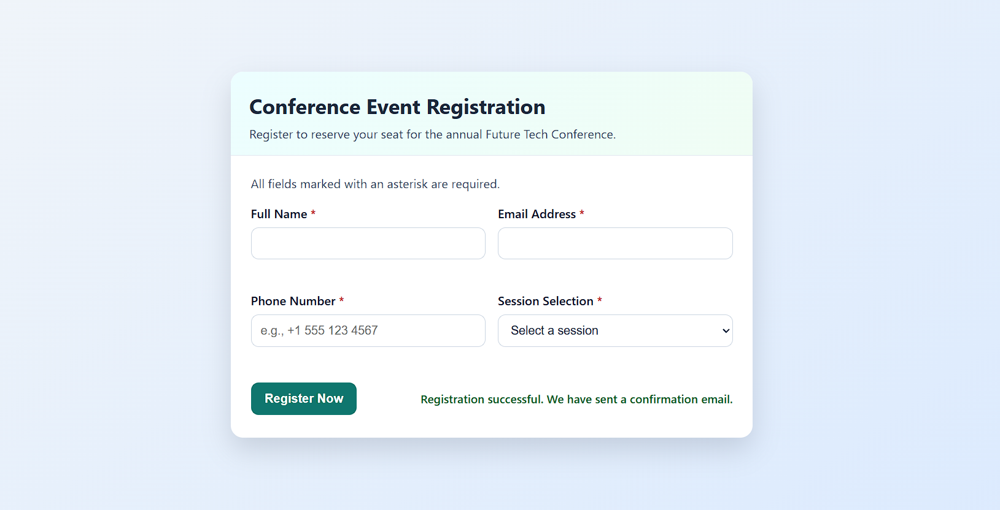 Conference Event Registration
Register to reserve your seat for the annual Future Tech Conference.
All fields marked with an asterisk are required.
Full Name *
Email Address *
Phone Number *
Session Selection *
e.g., +1 555 123 4567
Select a session
Register Now
Registration successful. We have sent a confirmation email.